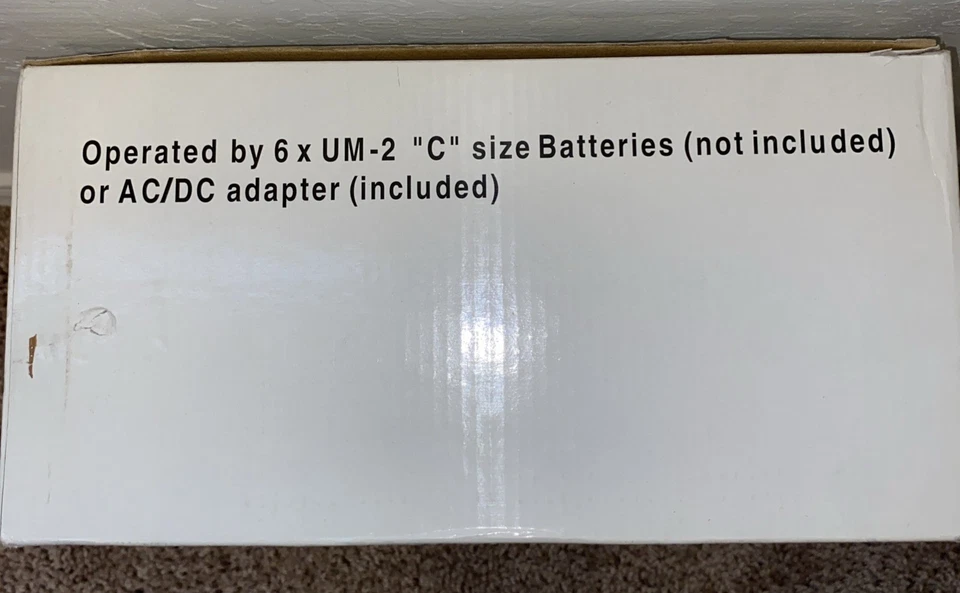 Operated by 6 x UM-2 "C" size Batteries (not included)
or AC/DC adapter (included)